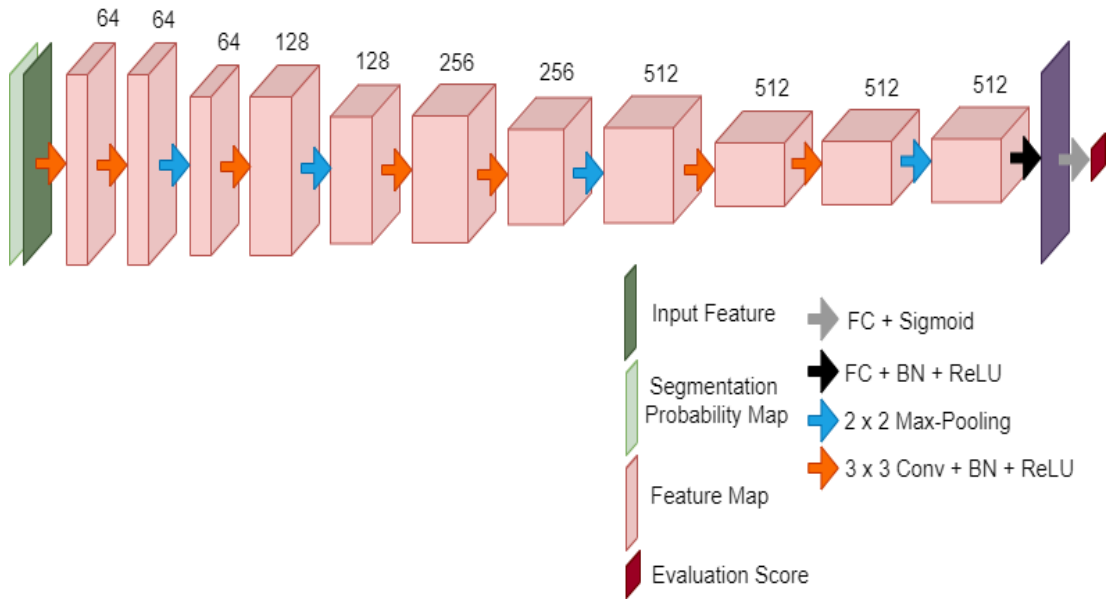 64
64
64
128
128
256
256
512
512
512
512
Input Feature
Segmentation
Probability Map
Feature Map
Evaluation Score
FC + Sigmoid
FC + BN + ReLU
2 x 2 Max-Pooling
3 x 3 Conv + BN + ReLU